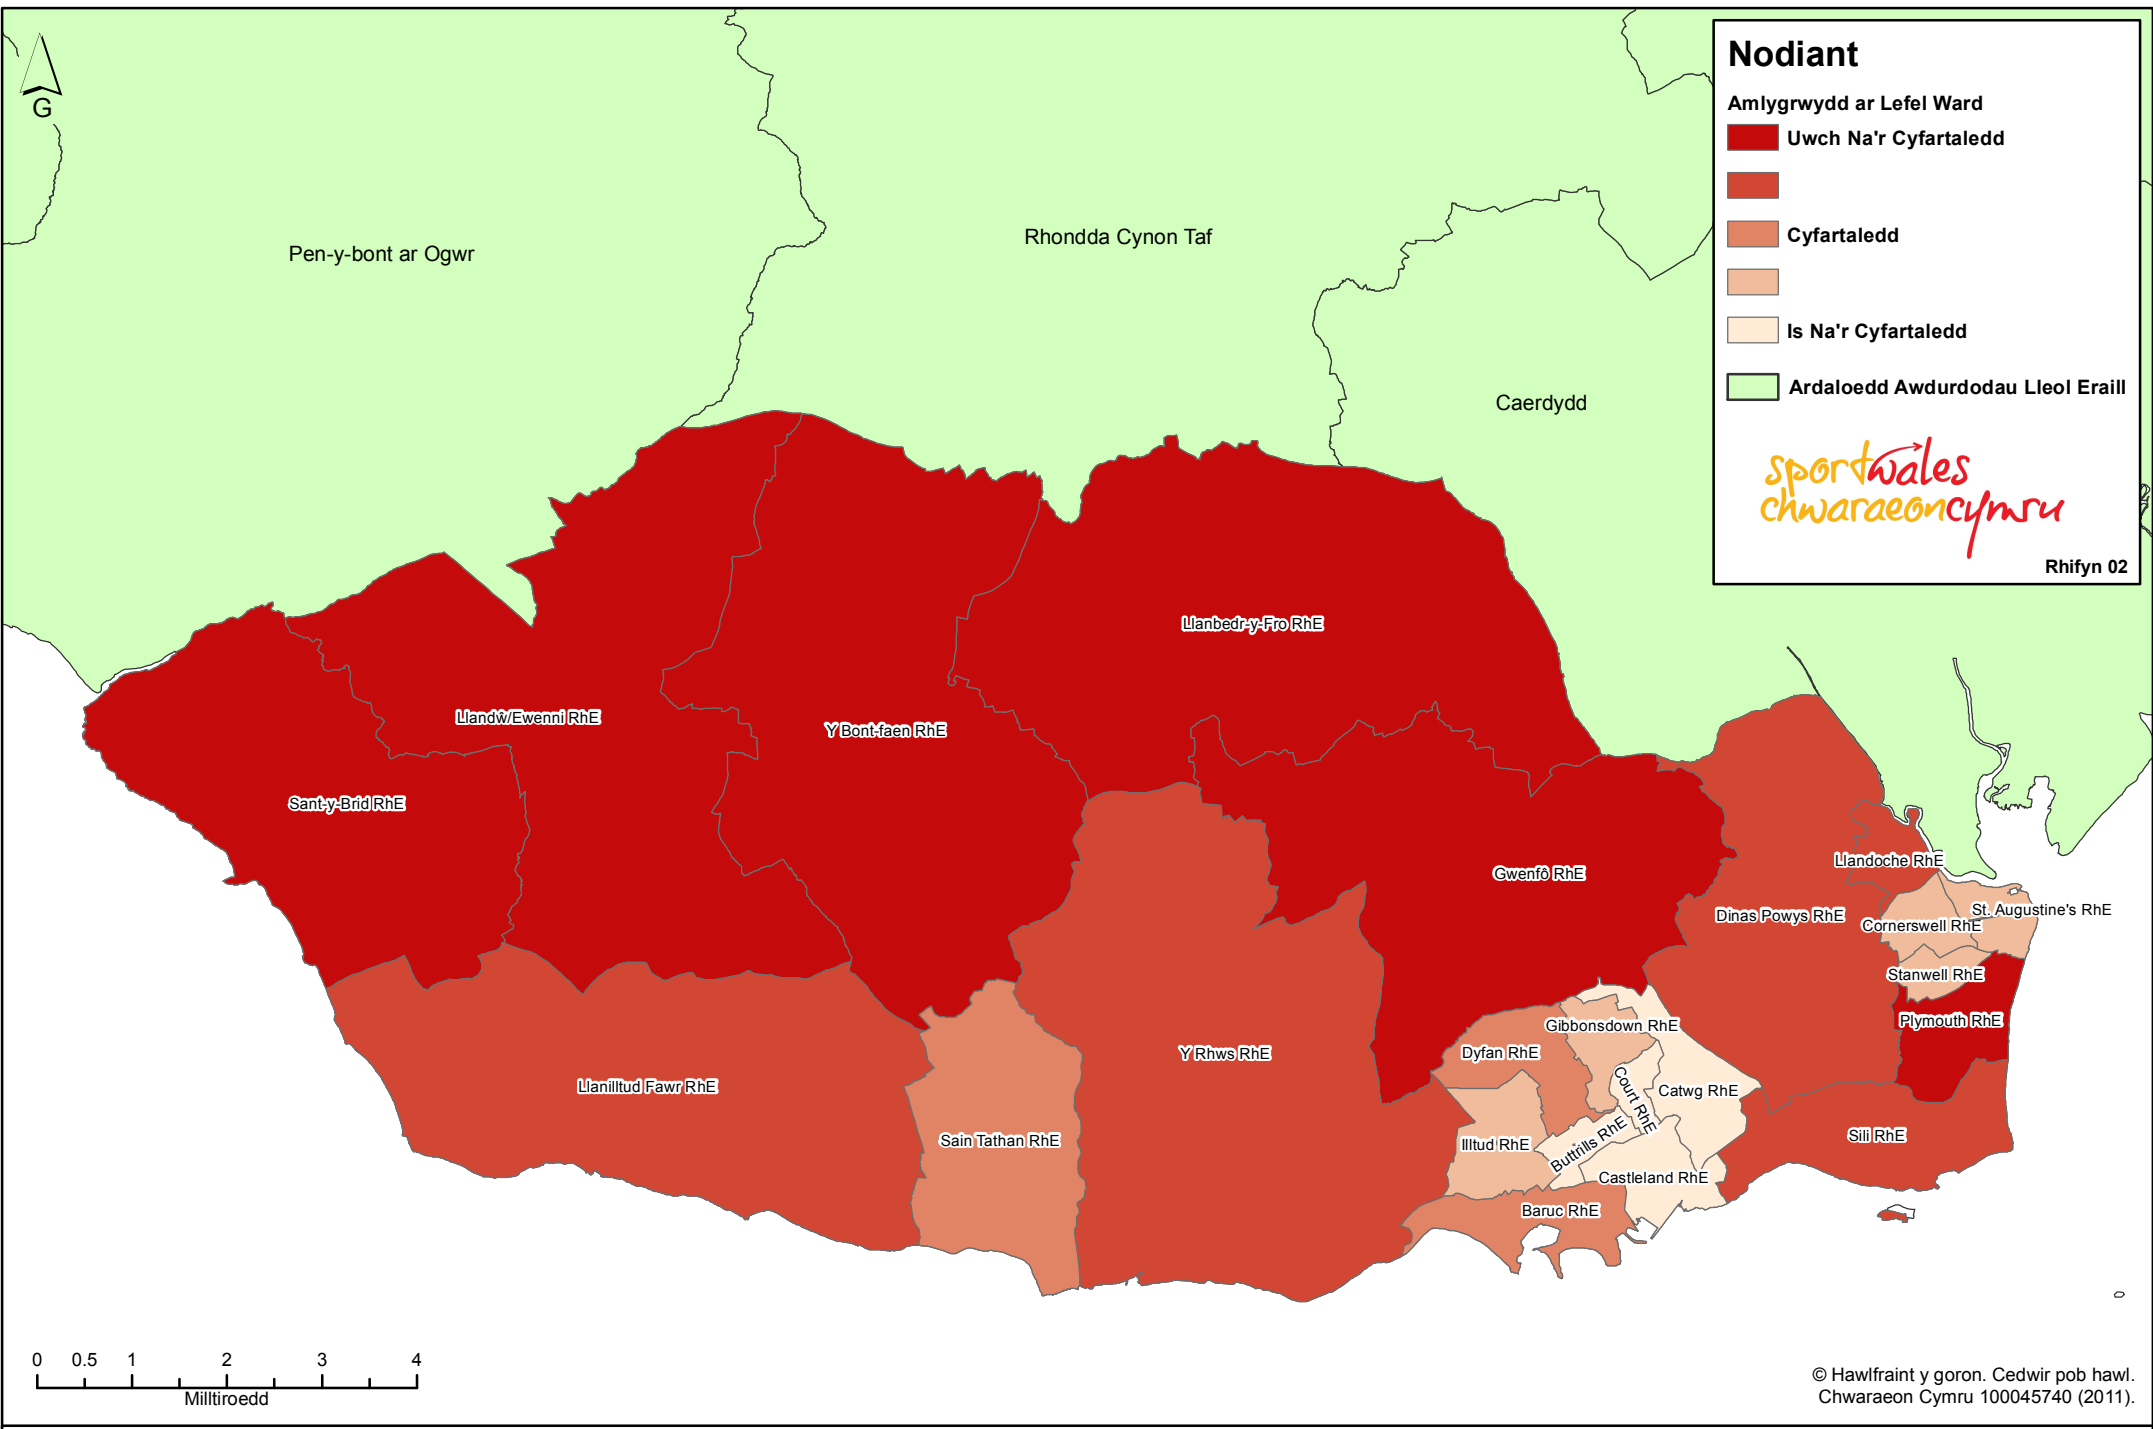 G
Pen-y-bont ar Ogwr
Rhondda Cynon Taf
Caerdydd
Nodiant
Amlygrwydd ar Lefel Ward
Uwch Na'r Cyfartaledd
Cyfartaledd
Is Na'r Cyfartaledd
Ardaloedd Awdurdodau Lleol Eraill
sportwales
chwaraeoncymru
Rhifyn 02
Llanbedr-y-Fro RhE
Llandŵ/Ewenni RhE
Y Bont-faen RhE
Sant-y-Brid RhE
Gwenfô RhE
Llandoche RhE
Dinas Powys RhE
St. Augustine's RhE
Cornerswell RhE
Stanwell RhE
Plymouth RhE
Gibbonsdown RhE
Dyfan RhE
Y Rhws RhE
Llanilltud Fawr RhE
Court RhE
Catwg RhE
Sain Tathan RhE
Illtud RhE
Buttrills RhE
Sili RhE
Castleland RhE
Baruc RhE
0 0.5 1 2 3 4
Milltiroedd
© Hawlfraint y goron. Cedwir pob hawl.
Chwaraeon Cymru 100045740 (2011).